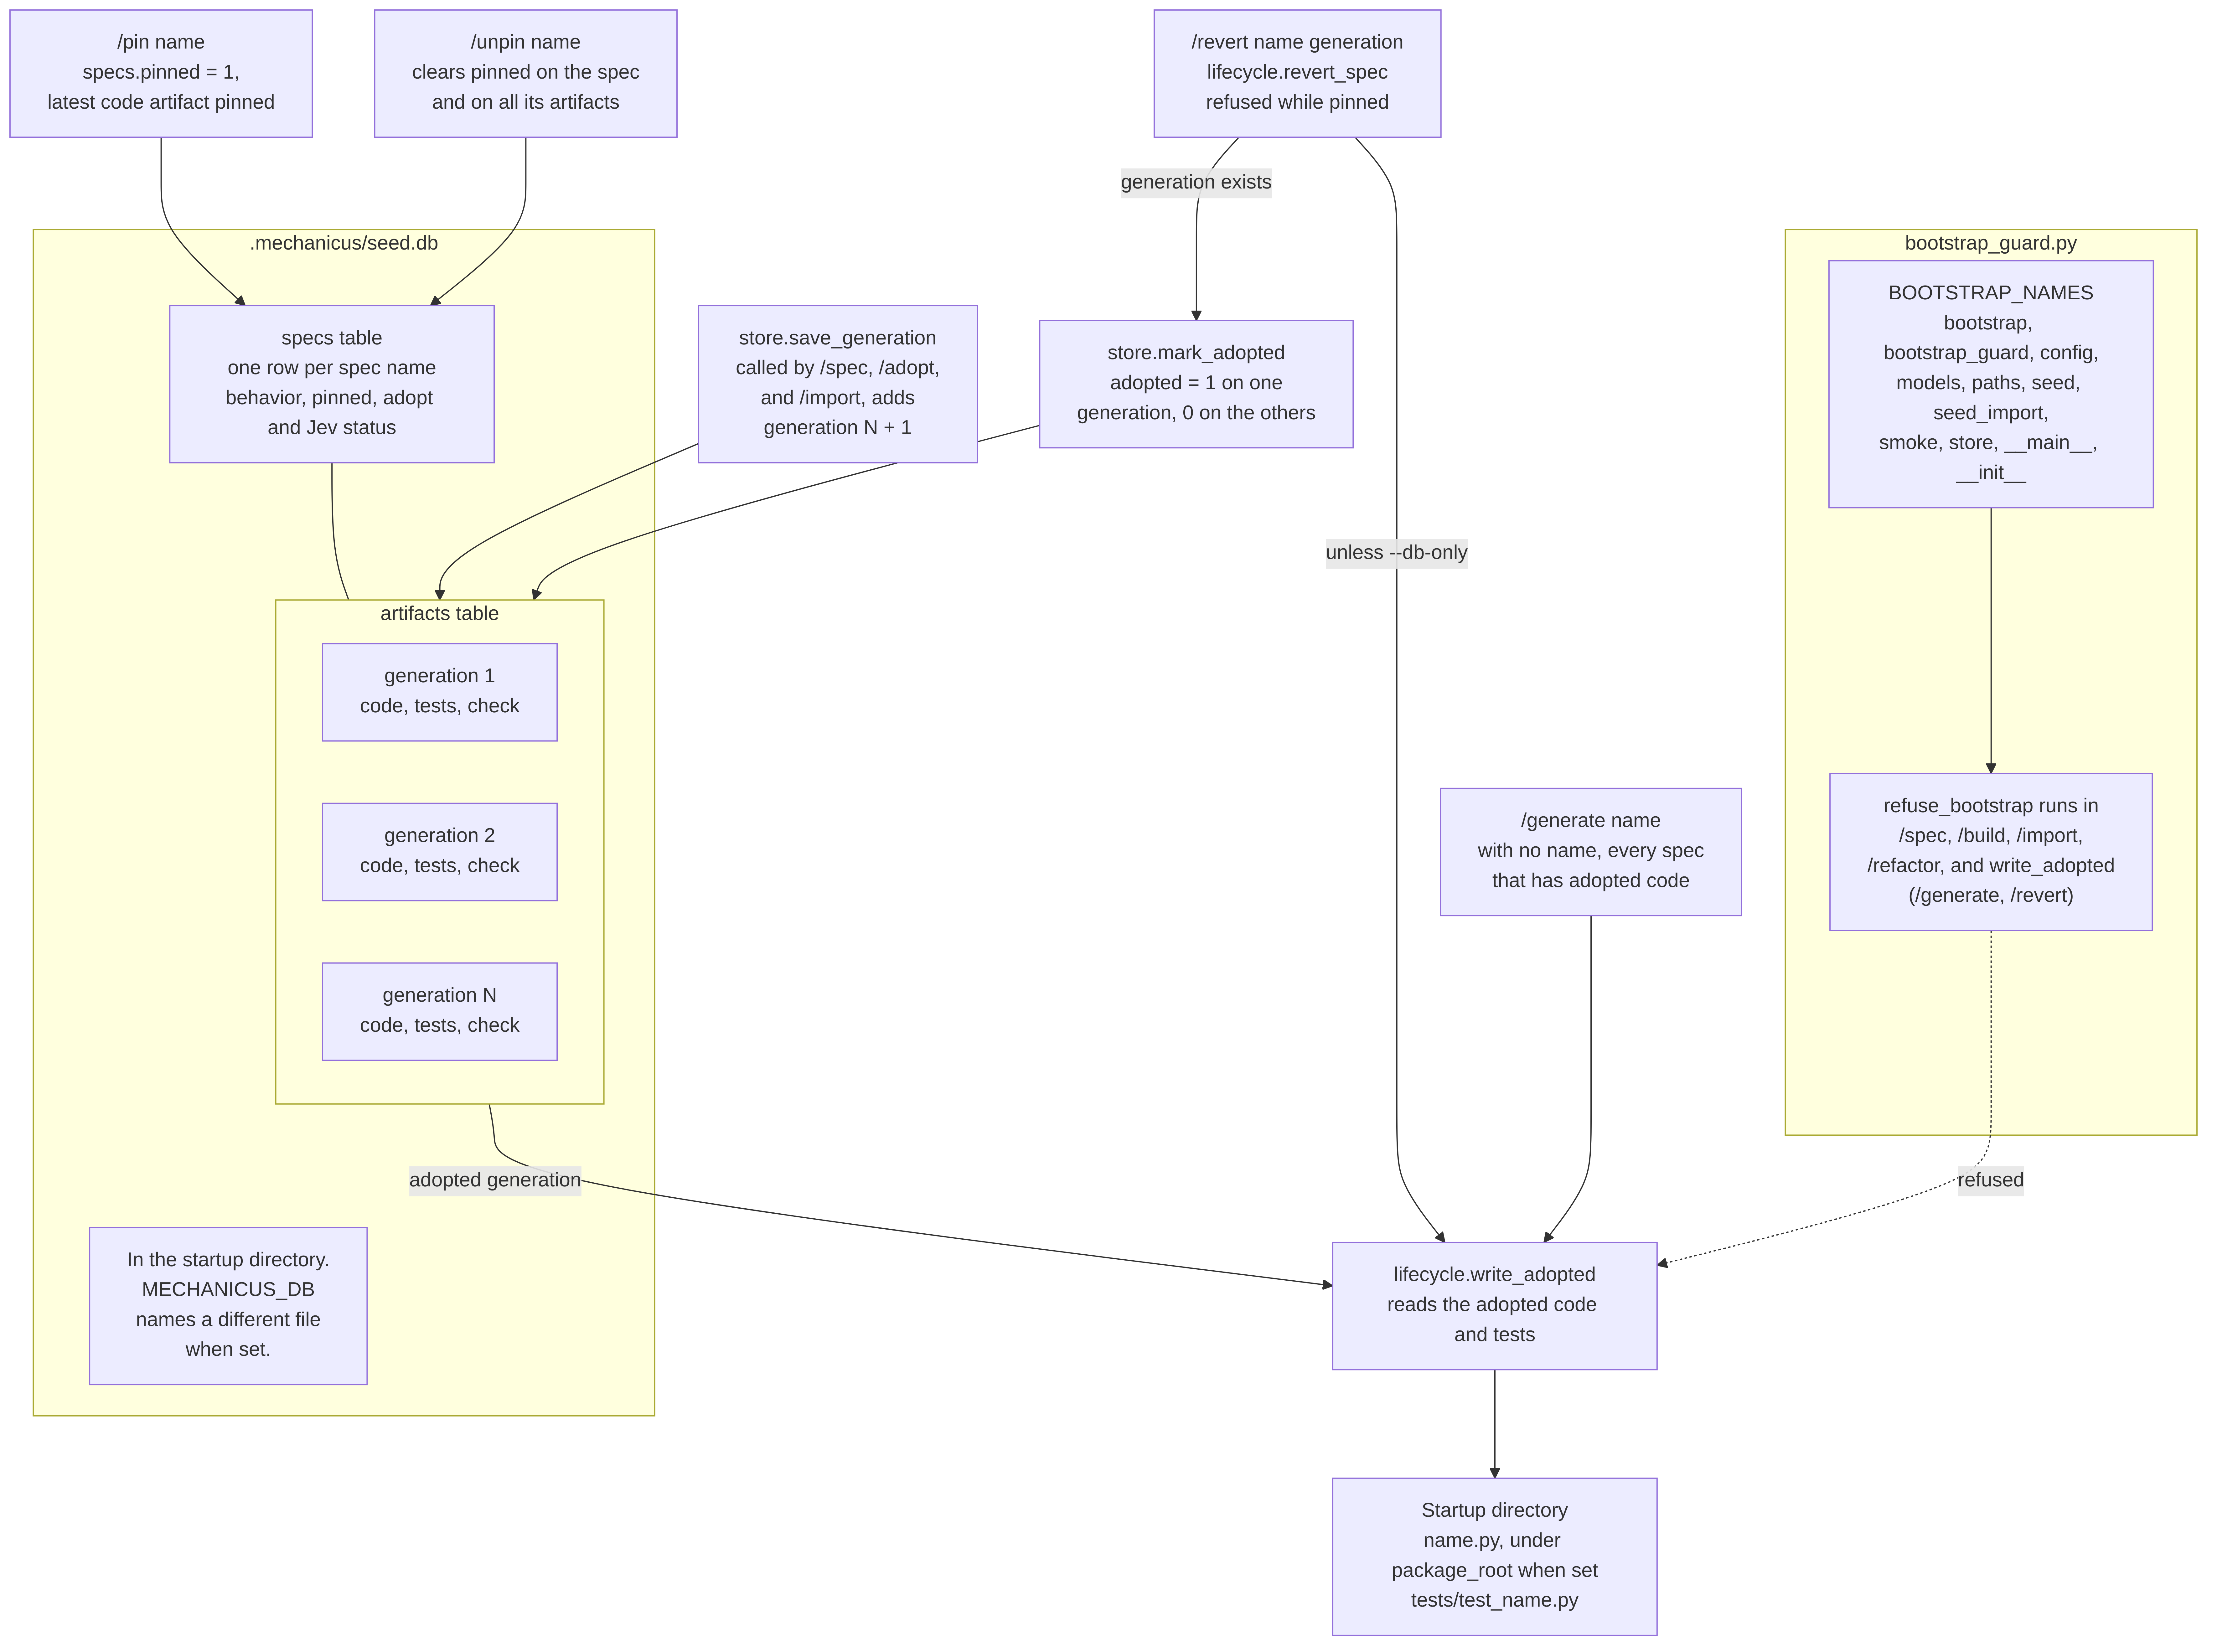 /pin name
specs.pinned = 1,
latest code artifact pinned
/unpin name
clears pinned on the spec
and on all its artifacts
/revert name generation
lifecycle.revert_spec
refused while pinned
generation exists
.mechanicus/seed.db
specs table
one row per spec name
behavior, pinned, adopt
and Jev status
store.save_generation
called by /spec, /adopt,
and /import, adds
generation N + 1
store.mark_adopted
adopted = 1 on one
generation, 0 on the others
bootstrap_guard.py
BOOTSTRAP_NAMES
bootstrap,
bootstrap_guard, config,
models, paths, seed,
seed_import,
smoke, store, __main__,
__init__
unless --db-only
artifacts table
generation 1
code, tests, check
generation 2
code, tests, check
generation N
code, tests, check
/generate name
with no name, every spec
that has adopted code
refuse_bootstrap runs in
/spec, /build, /import,
/refactor, and write_adopted
(/generate, /revert)
adopted generation
refused
In the startup directory.
MECHANICUS_DB
names a different file
when set.
lifecycle.write_adopted
reads the adopted code
and tests
Startup directory
name.py, under
package_root when set
tests/test_name.py